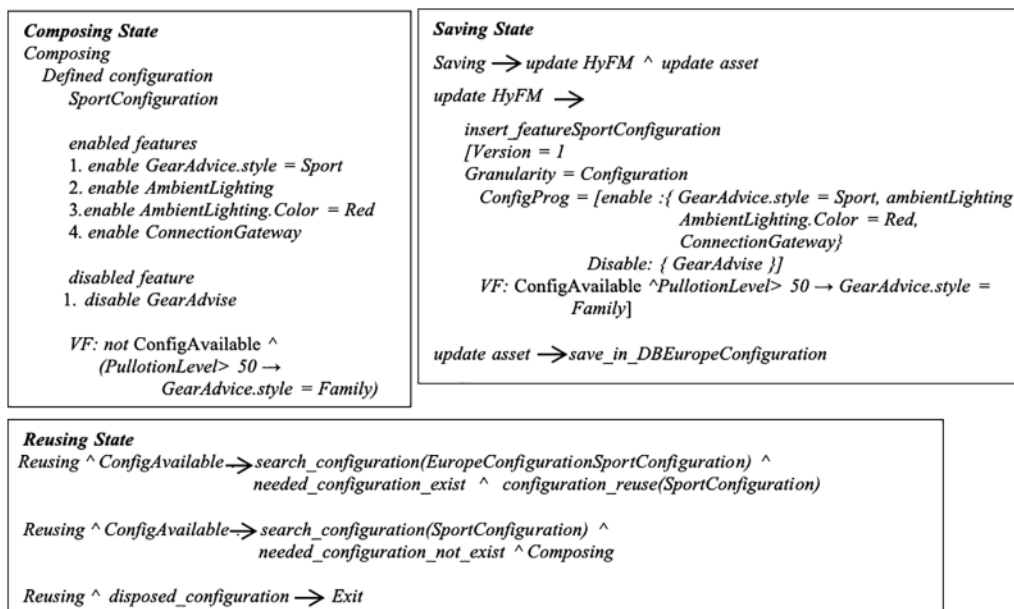 Composing State
Composing
Defined configuration
SportConfiguration
enabled features
1. enable GearAdvice.style = Sport
2. enable AmbientLighting
3.enable AmbientLighting.Color = Red
4. enable ConnectionGateway
disabled feature
1. disable GearAdvise
VF: not ConfigAvailable ^
(PullotionLevel> 50 →
GearAdvice.style = Family)
Saving State
Saving → update HyFM ^ update asset
update HyFM →
insert_featureSportConfiguration
[Version = 1
Granularity = Configuration
ConfigProg = [enable :{ GearAdvice.style = Sport, ambientLighting
AmbientLighting.Color = Red,
ConnectionGateway}
Disable: { GearAdvise }]
VF: ConfigAvailable ^PullotionLevel> 50 → GearAdvice.style =
Family]
update asset → save_in_DBEuropeConfiguration
Reusing State
Reusing ^ ConfigAvailable → search_configuration(EuropeConfigurationSportConfiguration) ^
needed_configuration_exist ^ configuration_reuse(SportConfiguration)
Reusing ^ ConfigAvailable → search_configuration(SportConfiguration) ^
needed_configuration_not_exist ^ Composing
Reusing ^ disposed_configuration → Exit